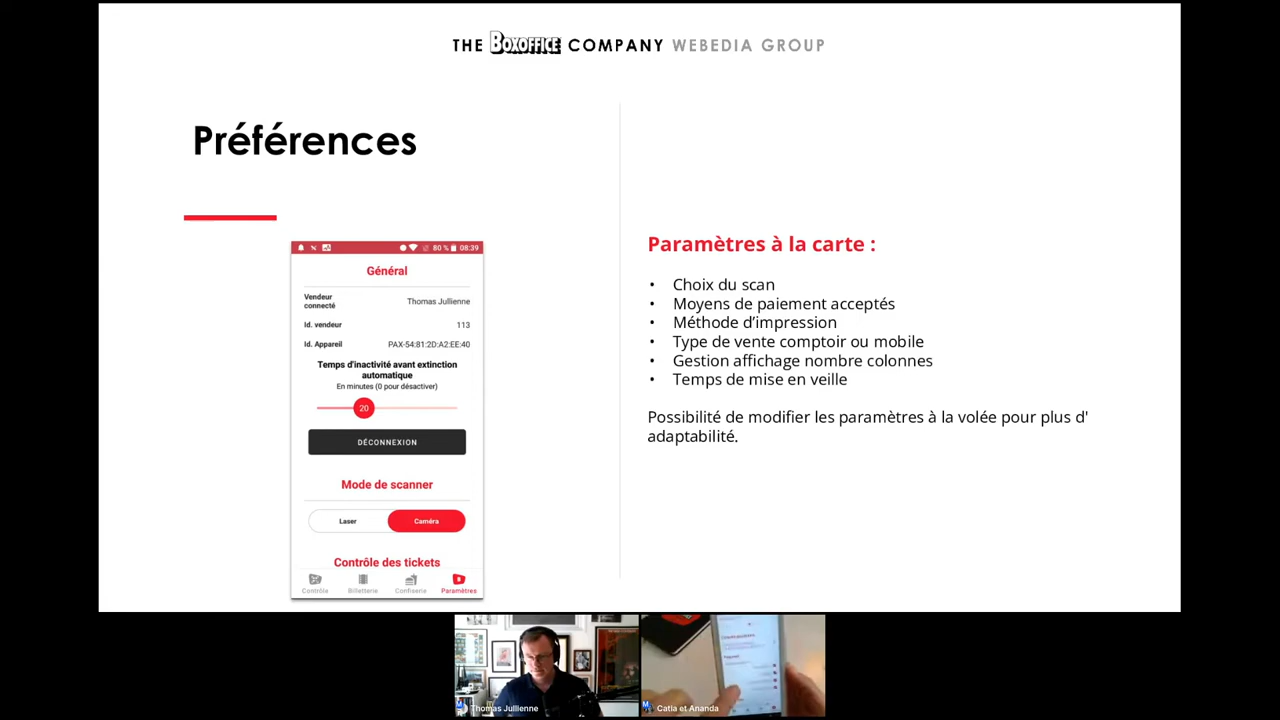 THE BOXOFFICE COMPANY WEBEDIA GROUP
Préférences
80 % 08:39
Général
Vendeur
connecté
Thomas Jullienne
Id. vendeur
113
Id. Appareil
PAX-54:81:2D:A2:EE:40
Temps d'inactivité avant extinction
automatique
En minutes (0 pour désactiver)
20
DÉCONNEXION
Mode de scanner
Laser
Caméra
Contrôle des tickets
Contrôle
Billetterie
Confiserie
Paramètres
Paramètres à la carte :
• Choix du scan
• Moyens de paiement acceptés
• Méthode d’impression
• Type de vente comptoir ou mobile
• Gestion affichage nombre colonnes
• Temps de mise en veille
Possibilité de modifier les paramètres à la volée pour plus d'
adaptabilité.
Thomas Jullienne
Catia et Ananda